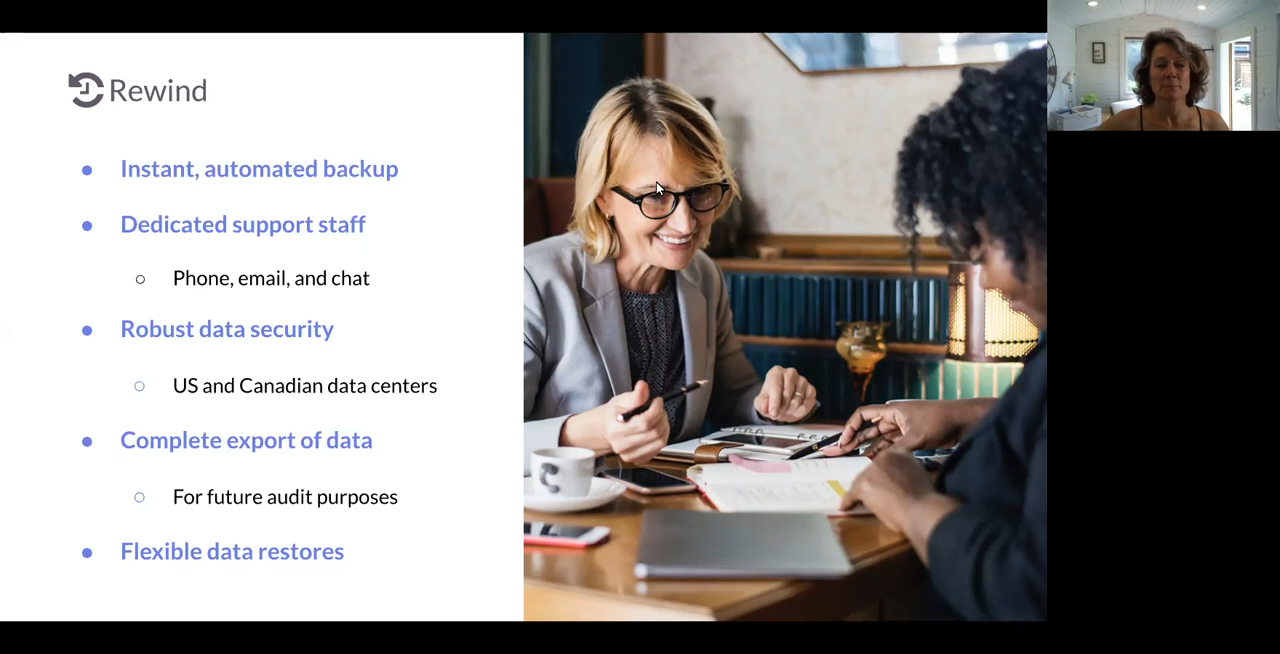 Rewind
● Instant, automated backup
● Dedicated support staff
○ Phone, email, and chat
● Robust data security
○ US and Canadian data centers
● Complete export of data
○ For future audit purposes
● Flexible data restores